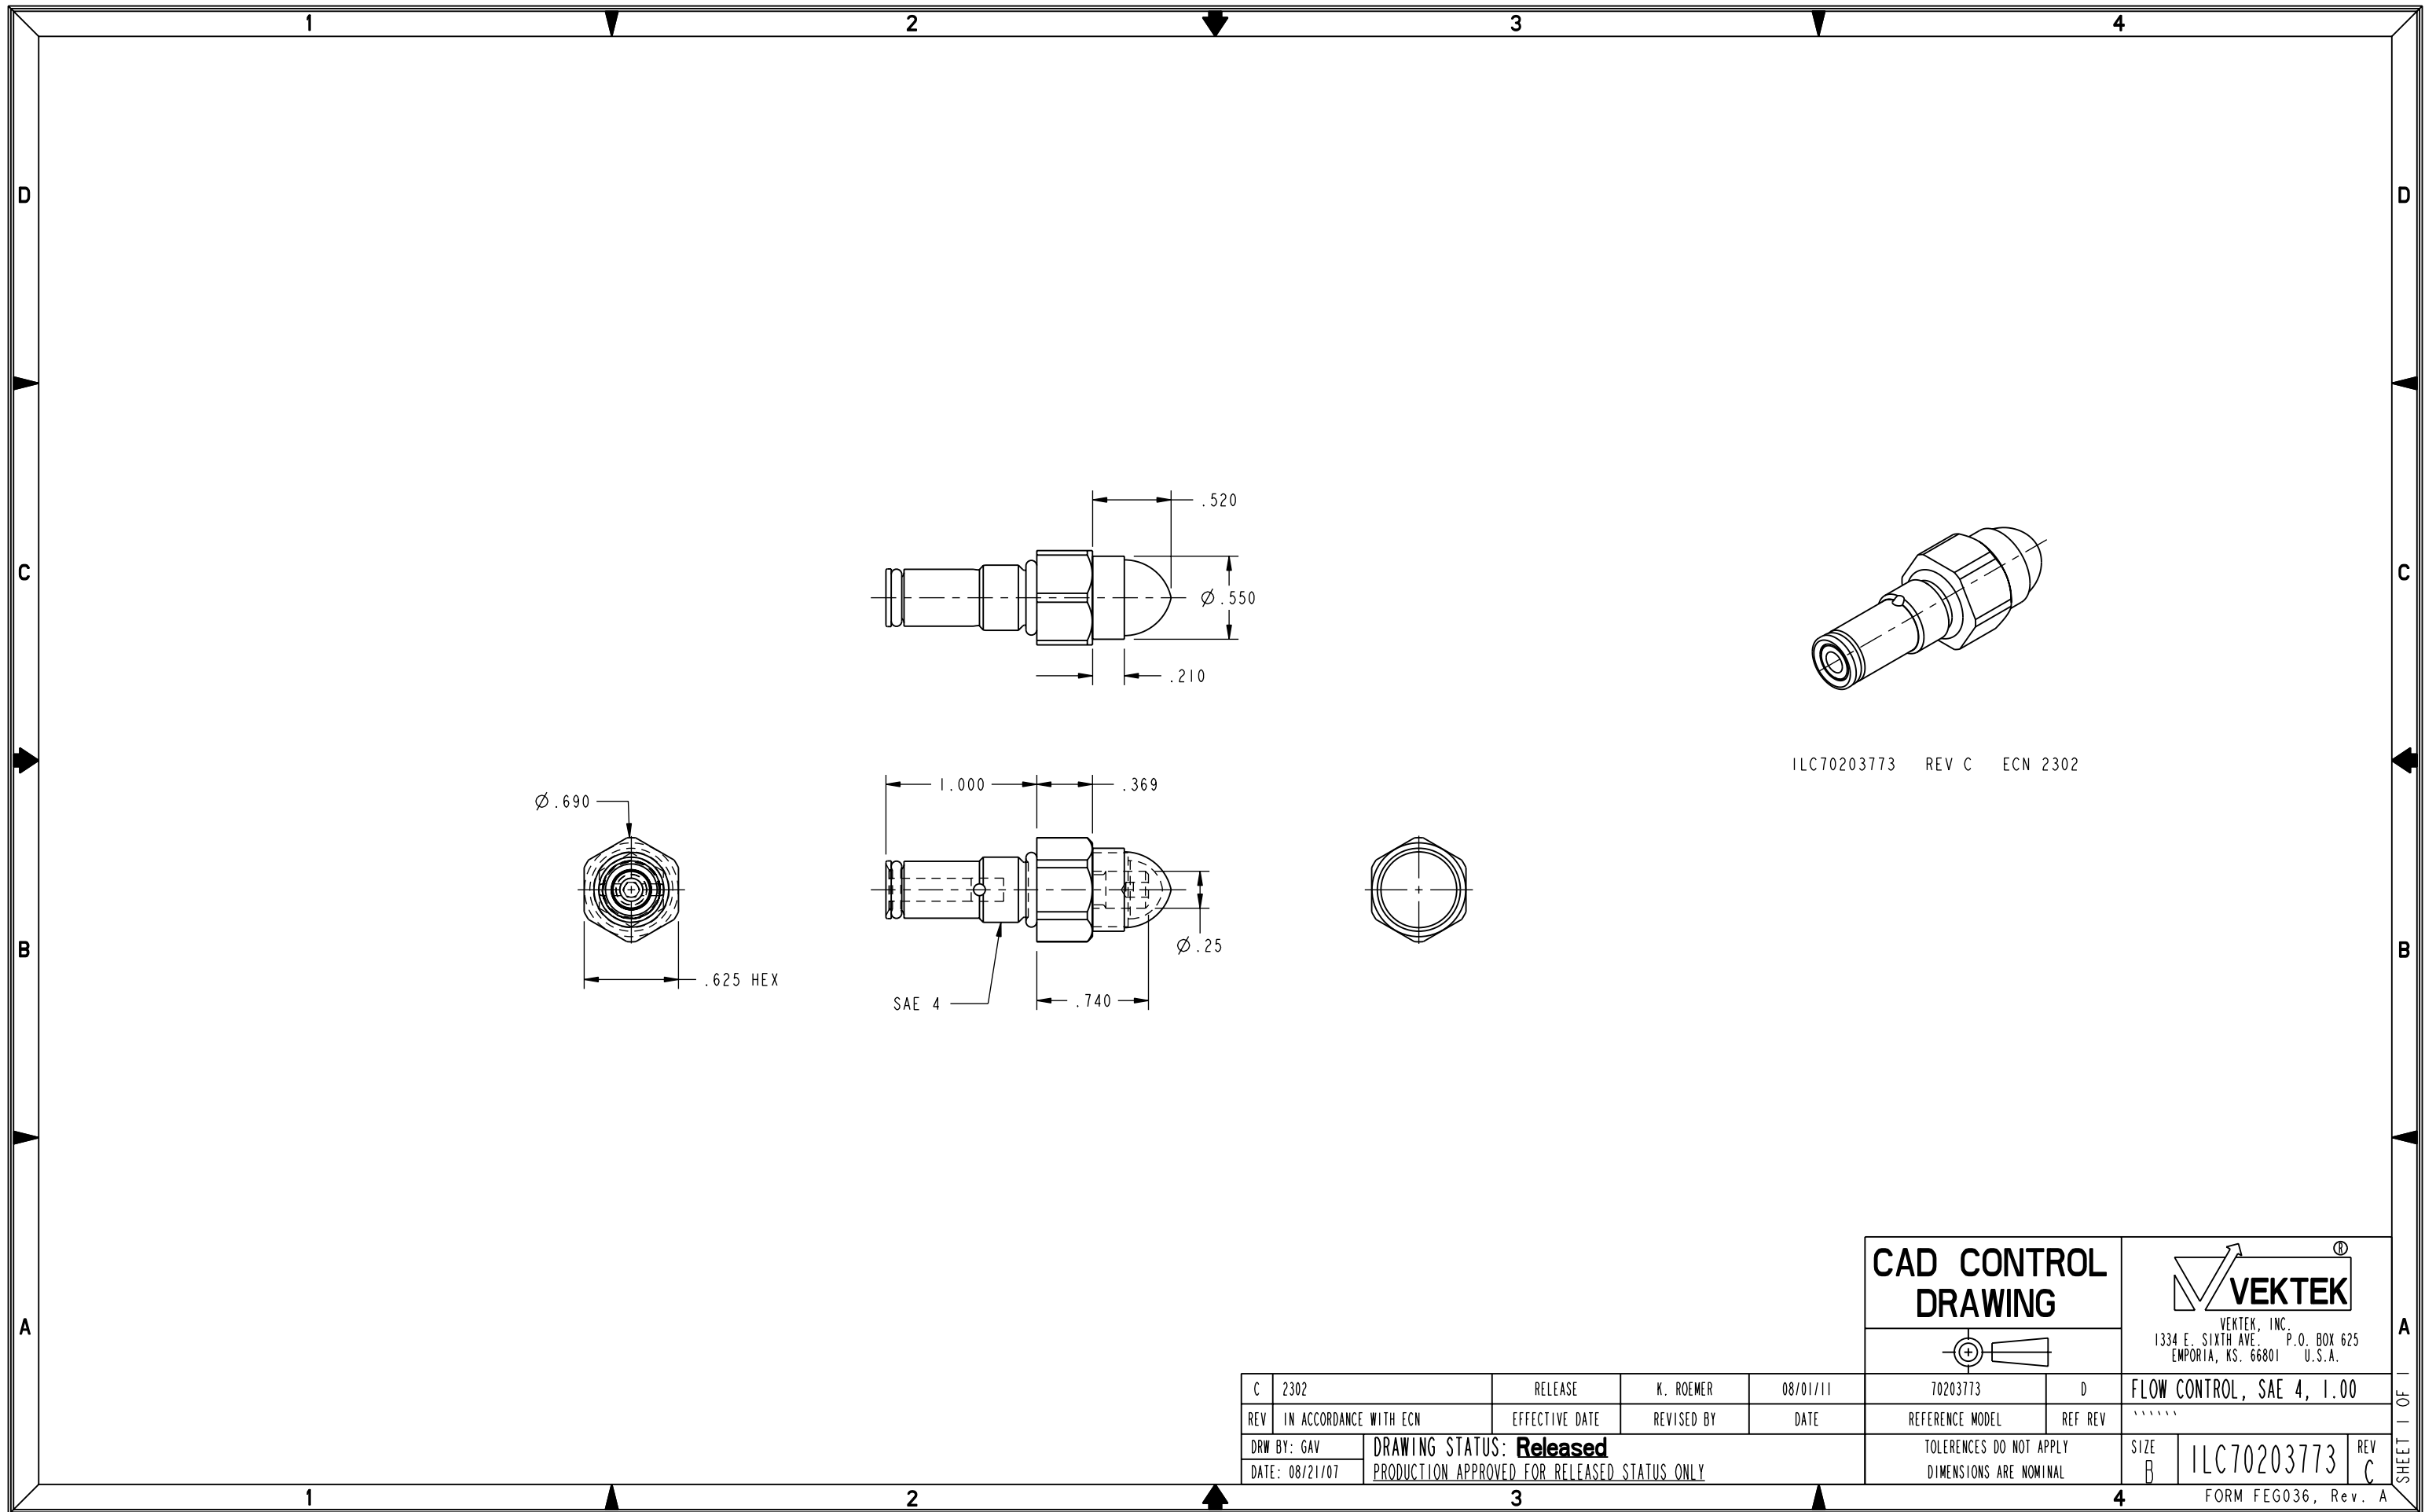 1 2 3 4
D D
.520
C C
Ø.550
.210
ILC70203773 REV C ECN 2302
1.000 .369
Ø.690
B B
Ø.25
.625 HEX
SAE 4 .740
CAD CONTROL
DRAWING
®
VEKTEK
VEKTEK, INC.
1334 E. SIXTH AVE. P.O. BOX 625
EMPORIA, KS. 66801 U.S.A.
A A
C 2302 RELEASE K. ROEMER 08/01/11 70203773 D FLOW CONTROL, SAE 4, 1.00
REV IN ACCORDANCE WITH ECN EFFECTIVE DATE REVISED BY DATE REFERENCE MODEL REF REV ``````
DRW BY: GAV DRAWING STATUS: Released TOLERENCES DO NOT APPLY SIZE ILC70203773 REV
DATE: 08/21/07 PRODUCTION APPROVED FOR RELEASED STATUS ONLY DIMENSIONS ARE NOMINAL B C
SHEET 1 OF 1
1 2 3 4
FORM FEG036, Rev. A